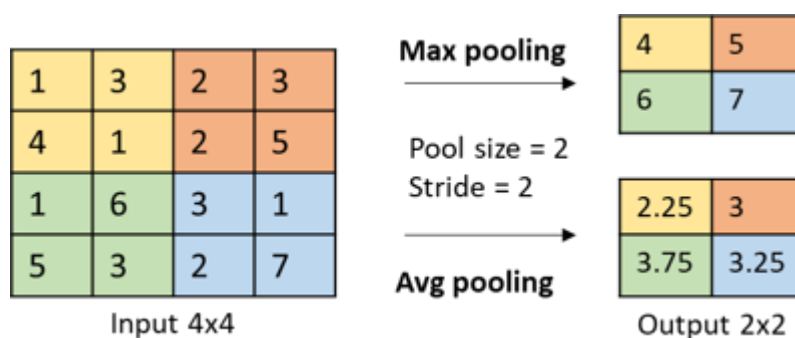 1 3 2 3
4 1 2 5
1 6 3 1
5 3 2 7
Input 4x4
Max pooling
Pool size = 2
Stride = 2
Avg pooling
4 5
6 7
2.25 3
3.75 3.25
Output 2x2